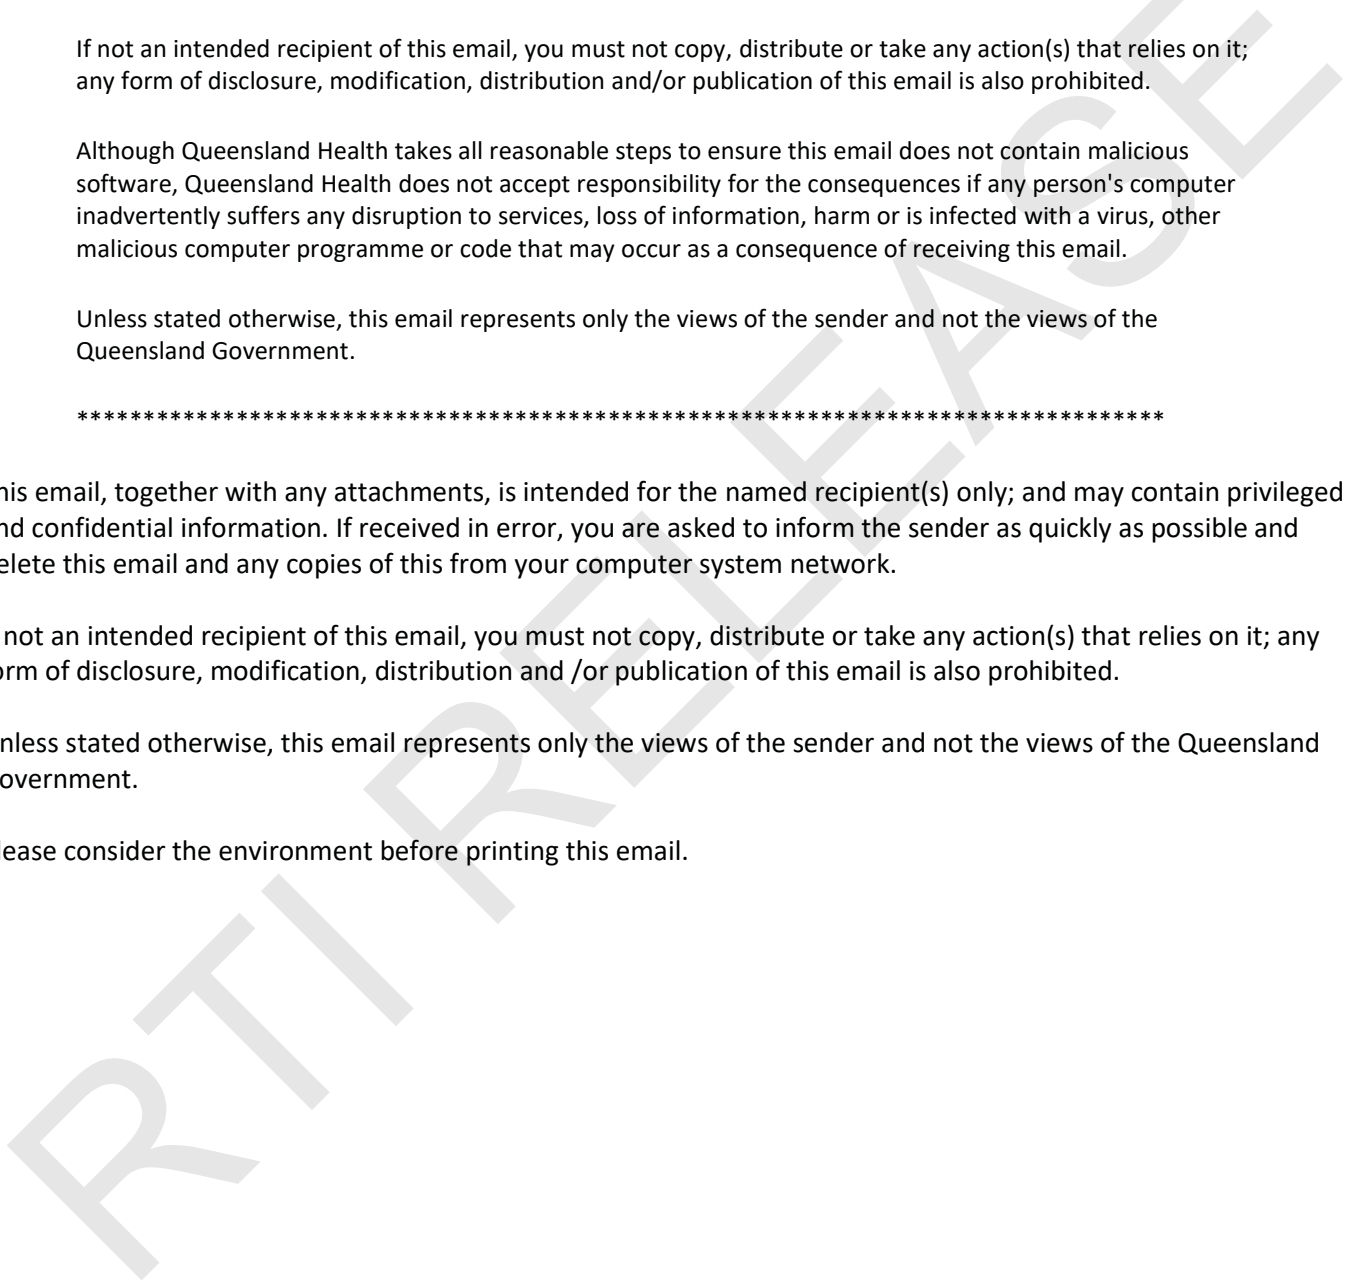 If not an intended recipient of this email, you must not copy, distribute or take any action(s) that relies on it;
any form of disclosure, modification, distribution and/or publication of this email is also prohibited.
Although Queensland Health takes all reasonable steps to ensure this email does not contain malicious
software, Queensland Health does not accept responsibility for the consequences if any person's computer
inadvertently suffers any disruption to services, loss of information, harm or is infected with a virus, other
malicious computer programme or code that may occur as a consequence of receiving this email.
Unless stated otherwise, this email represents only the views of the sender and not the views of the
Queensland Government.
**********************************************************************************
his email, together with any attachments, is intended for the named recipient(s) only; and may contain privileged
nd confidential information. If received in error, you are asked to inform the sender as quickly as possible and
elete this email and any copies of this from your computer system network.
not an intended recipient of this email, you must not copy, distribute or take any action(s) that relies on it; any
orm of disclosure, modification, distribution and /or publication of this email is also prohibited.
nless stated otherwise, this email represents only the views of the sender and not the views of the Queensland
overnment.
lease consider the environment before printing this email.
RTI RELEASE